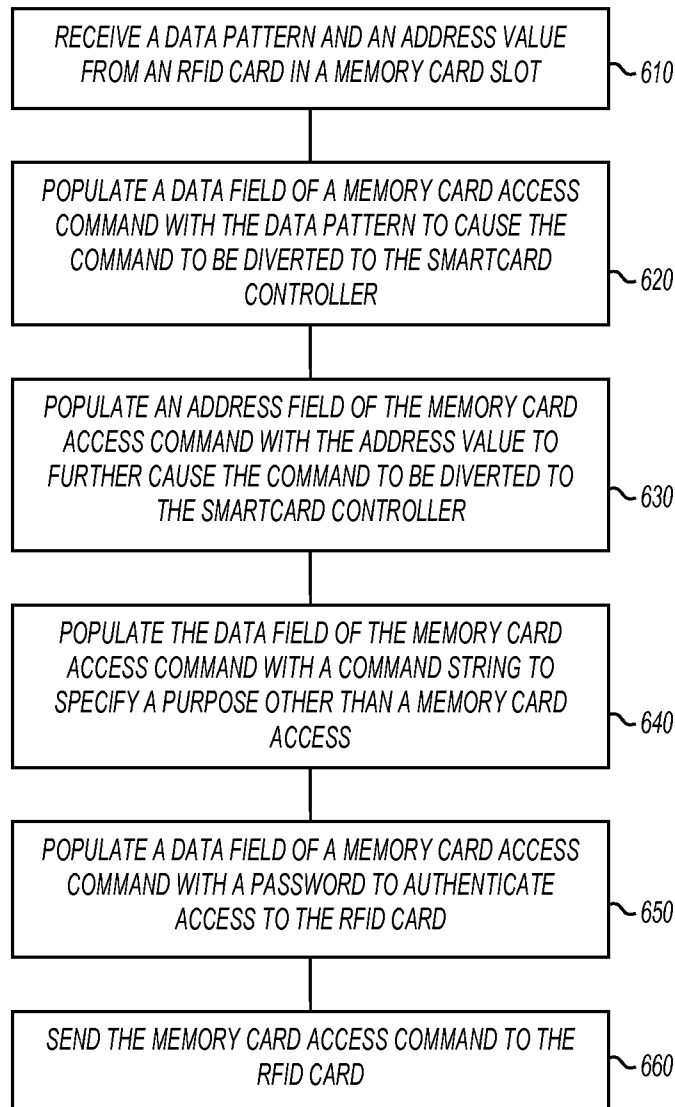 RECEIVE A DATA PATTERN AND AN ADDRESS VALUE
FROM AN RFID CARD IN A MEMORY CARD SLOT
610
POPULATE A DATA FIELD OF A MEMORY CARD ACCESS
COMMAND WITH THE DATA PATTERN TO CAUSE THE
COMMAND TO BE DIVERTED TO THE SMARTCARD
CONTROLLER
620
POPULATE AN ADDRESS FIELD OF THE MEMORY CARD
ACCESS COMMAND WITH THE ADDRESS VALUE TO
FURTHER CAUSE THE COMMAND TO BE DIVERTED TO
THE SMARTCARD CONTROLLER
630
POPULATE THE DATA FIELD OF THE MEMORY CARD
ACCESS COMMAND WITH A COMMAND STRING TO
SPECIFY A PURPOSE OTHER THAN A MEMORY CARD
ACCESS
640
POPULATE A DATA FIELD OF A MEMORY CARD ACCESS
COMMAND WITH A PASSWORD TO AUTHENTICATE
ACCESS TO THE RFID CARD
650
SEND THE MEMORY CARD ACCESS COMMAND TO THE
RFID CARD
660